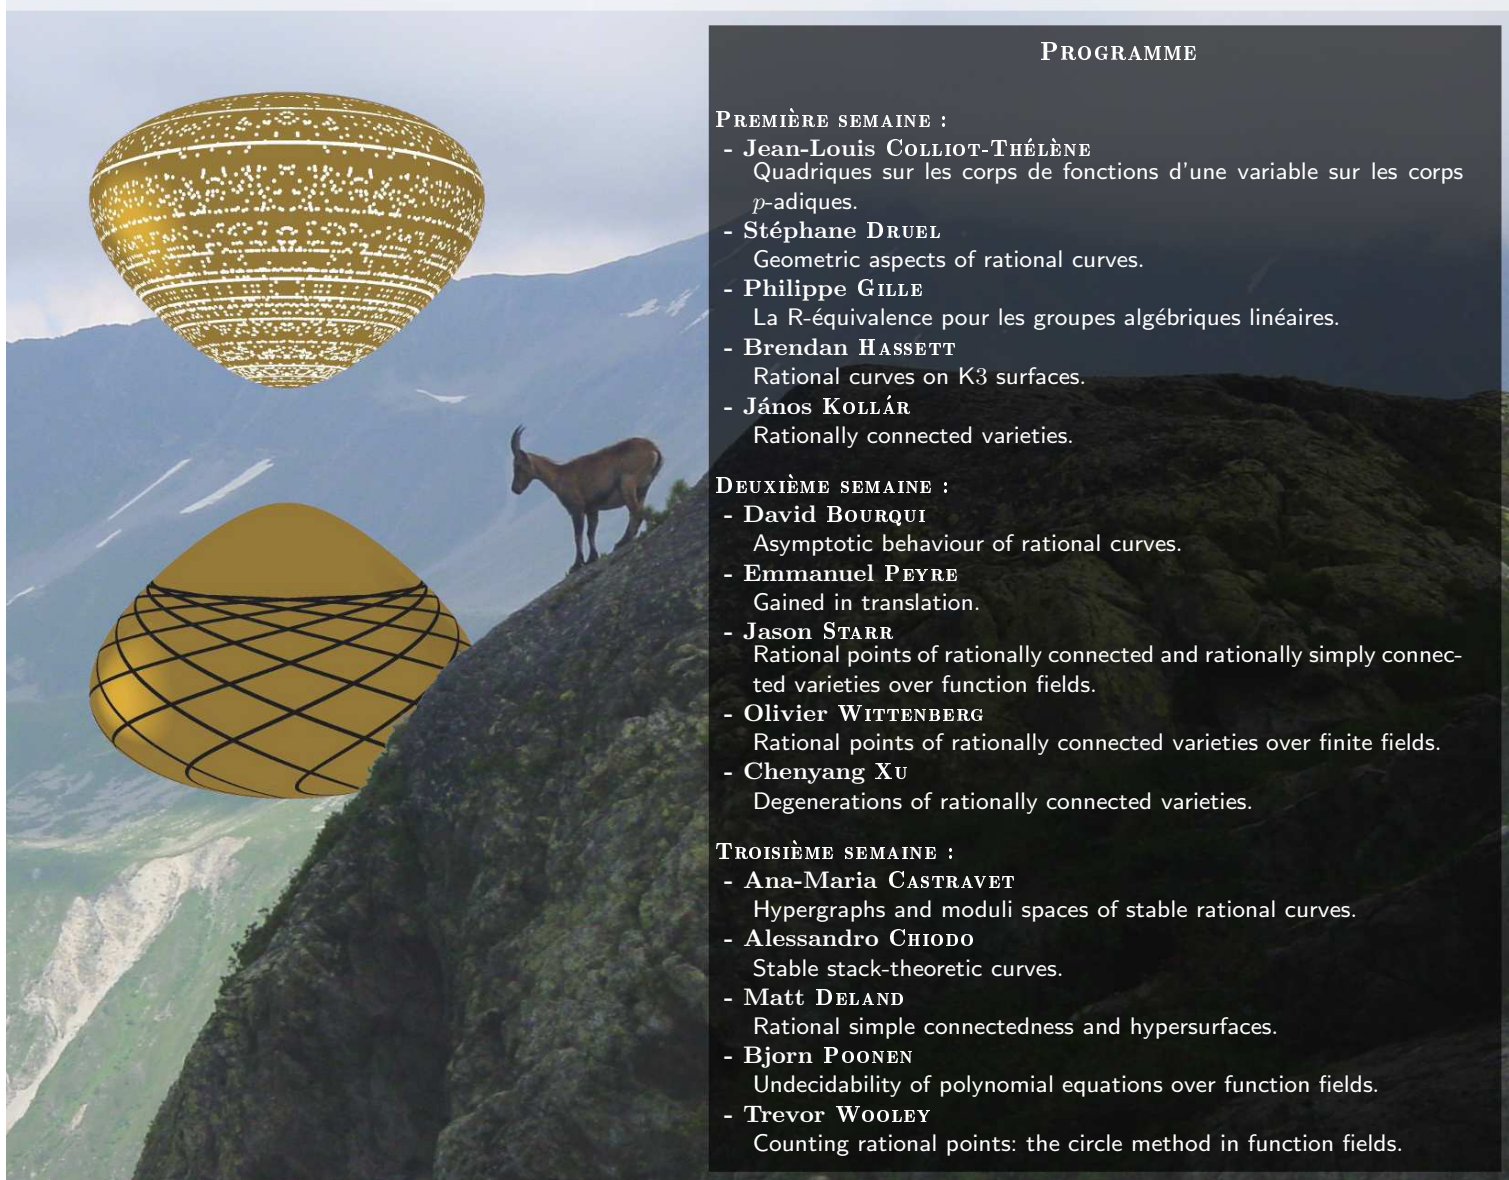 Programme
Première semaine :
- Jean-Louis Colliot-Thélène
Quadriques sur les corps de fonctions d'une variable sur les corps
p-adiques.
- Stéphane Druel
Geometric aspects of rational curves.
- Philippe Gille
La R-équivalence pour les groupes algébriques linéaires.
- Brendan Hassett
Rational curves on K3 surfaces.
- János Kollár
Rationally connected varieties.
Deuxième semaine :
- David Bourqui
Asymptotic behaviour of rational curves.
- Emmanuel Peyre
Gained in translation.
- Jason Starr
Rational points of rationally connected and rationally simply connec-
ted varieties over function fields.
- Olivier Wittenberg
Rational points of rationally connected varieties over finite fields.
- Chenyang Xu
Degenerations of rationally connected varieties.
Troisième semaine :
- Ana-Maria Castravet
Hypergraphs and moduli spaces of stable rational curves.
- Alessandro Chiodo
Stable stack-theoretic curves.
- Matt Deland
Rational simple connectedness and hypersurfaces.
- Bjorn Poonen
Undecidability of polynomial equations over function fields.
- Trevor Wooley
Counting rational points: the circle method in function fields.